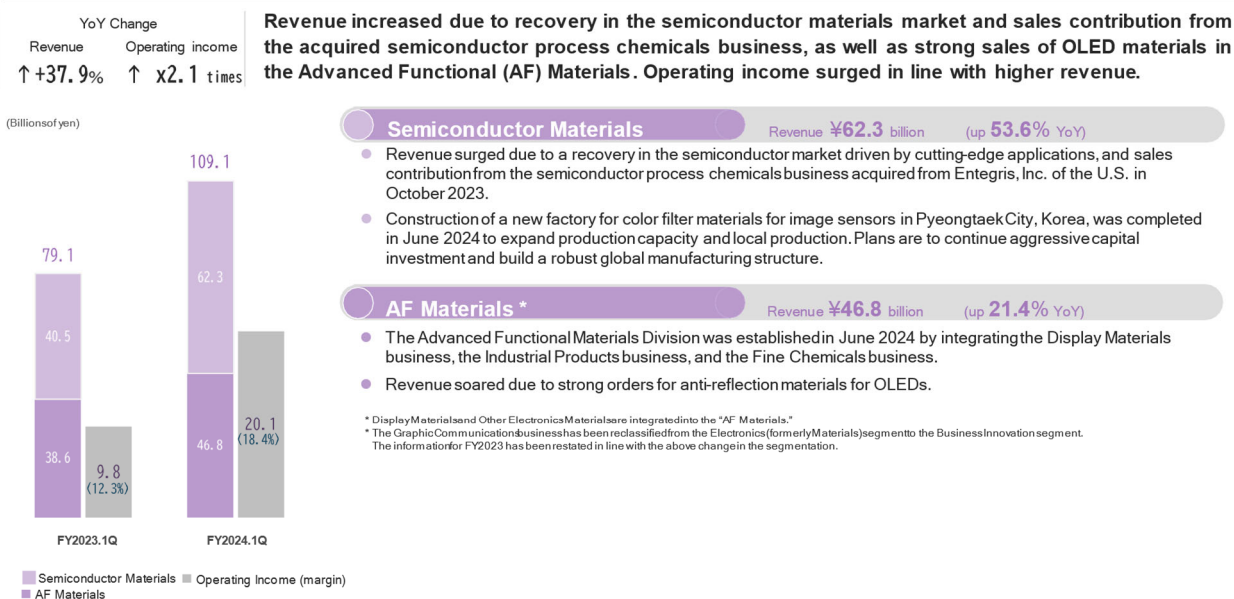 YoY Change
Revenue Operating income
↑ +37.9% ↑ x2.1 times
Revenue increased due to recovery in the semiconductor materials market and sales contribution from
the acquired semiconductor process chemicals business, as well as strong sales of OLED materials in
the Advanced Functional (AF) Materials. Operating income surged in line with higher revenue.
(Billions of yen)
79.1
40.5
38.6
9.8
(12.3%)
FY2023.1Q
109.1
62.3
46.8
20.1
(18.4%)
FY2024.1Q
Semiconductor Materials Operating Income (margin)
AF Materials
Semiconductor Materials Revenue ¥62.3 billion (up 53.6% YoY)
Revenue surged due to a recovery in the semiconductor market driven by cutting-edge applications, and sales
contribution from the semiconductor process chemicals business acquired from Entegris, Inc. of the U.S. in
October 2023.
Construction of a new factory for color filter materials for image sensors in Pyeongtaek City, Korea, was completed
in June 2024 to expand production capacity and local production. Plans are to continue aggressive capital
investment and build a robust global manufacturing structure.
AF Materials * Revenue ¥46.8 billion (up 21.4% YoY)
The Advanced Functional Materials Division was established in June 2024 by integrating the Display Materials
business, the Industrial Products business, and the Fine Chemicals business.
Revenue soared due to strong orders for anti-reflection materials for OLEDs.
* Display Materials and Other Electronics Materials are integrated into the “AF Materials.”
* The Graphic Communications business has been reclassified from the Electronics (formerly Materials) segment to the Business Innovation segment.
The information for FY2023 has been restated in line with the above change in the segmentation.